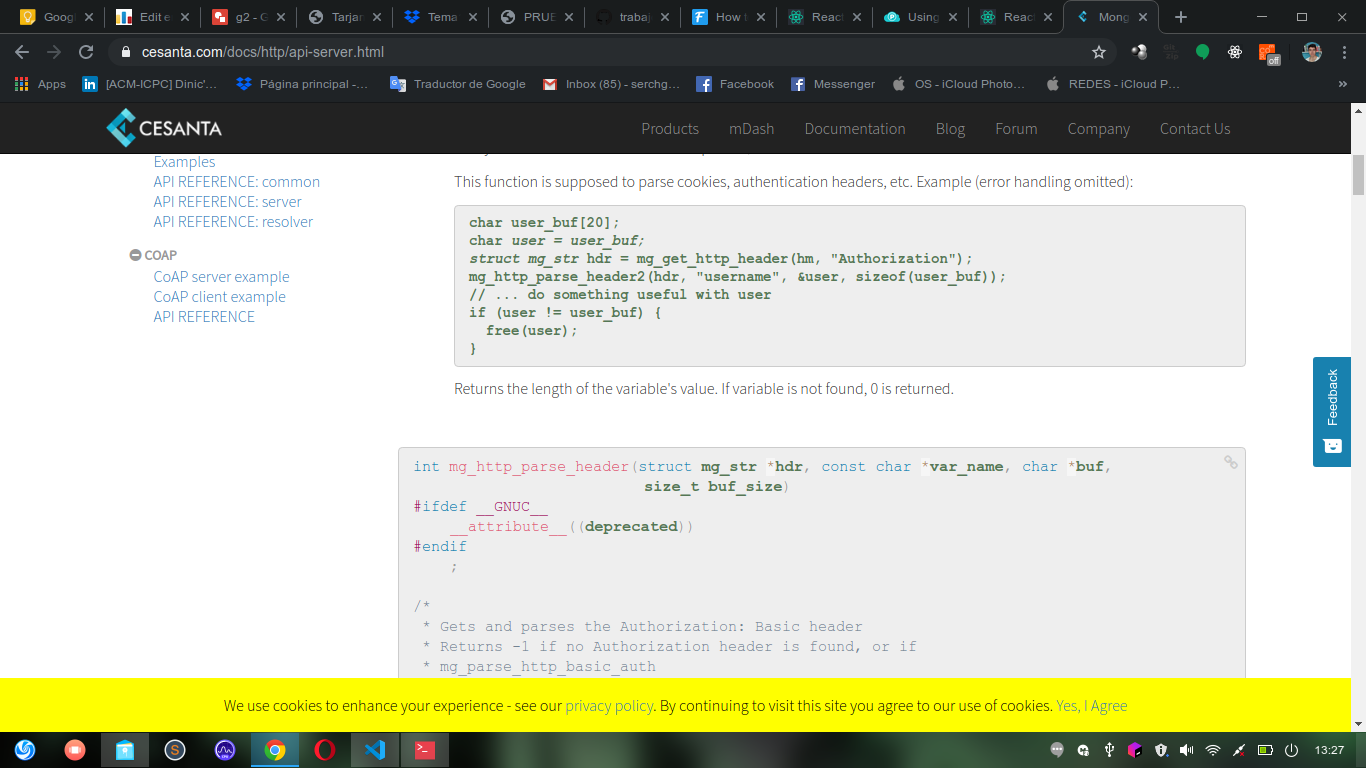 Googl
Edit e
g2 - G
Tarjan
Tema
PRUE
trabaj
How t
React
Using
React
Mong
cesanta.com/docs/http/api-server.html
off
Apps
[ACM-ICPC] Dinic'...
Página principal -...
Traductor de Google
Inbox (85) - serchg...
Facebook
Messenger
OS - iCloud Photo...
REDES - iCloud P...
»
CESANTA
Products
mDash
Documentation
Blog
Forum
Company
Contact Us
Examples
API REFERENCE: common
API REFERENCE: server
API REFERENCE: resolver
COAP
CoAP server example
CoAP client example
API REFERENCE
This function is supposed to parse cookies, authentication headers, etc. Example (error handling omitted):
char user_buf[20];
char user = user_buf;
struct mg_str hdr = mg_get_http_header(hm, "Authorization");
mg_http_parse_header2(hdr, "username", &user, sizeof(user_buf));
// ... do something useful with user
if (user != user_buf) {
free(user);
}
Returns the length of the variable's value. If variable is not found, 0 is returned.
int mg_http_parse_header(struct mg_str *hdr, const char *var_name, char *buf,
size_t buf_size)
#ifdef __GNUC__
__attribute__((deprecated))
#endif
;
/*
* Gets and parses the Authorization: Basic header
* Returns -1 if no Authorization header is found, or if
* mg_parse_http_basic_auth
Feedback
We use cookies to enhance your experience - see our privacy policy. By continuing to visit this site you agree to our use of cookies. Yes, I Agree
13:27